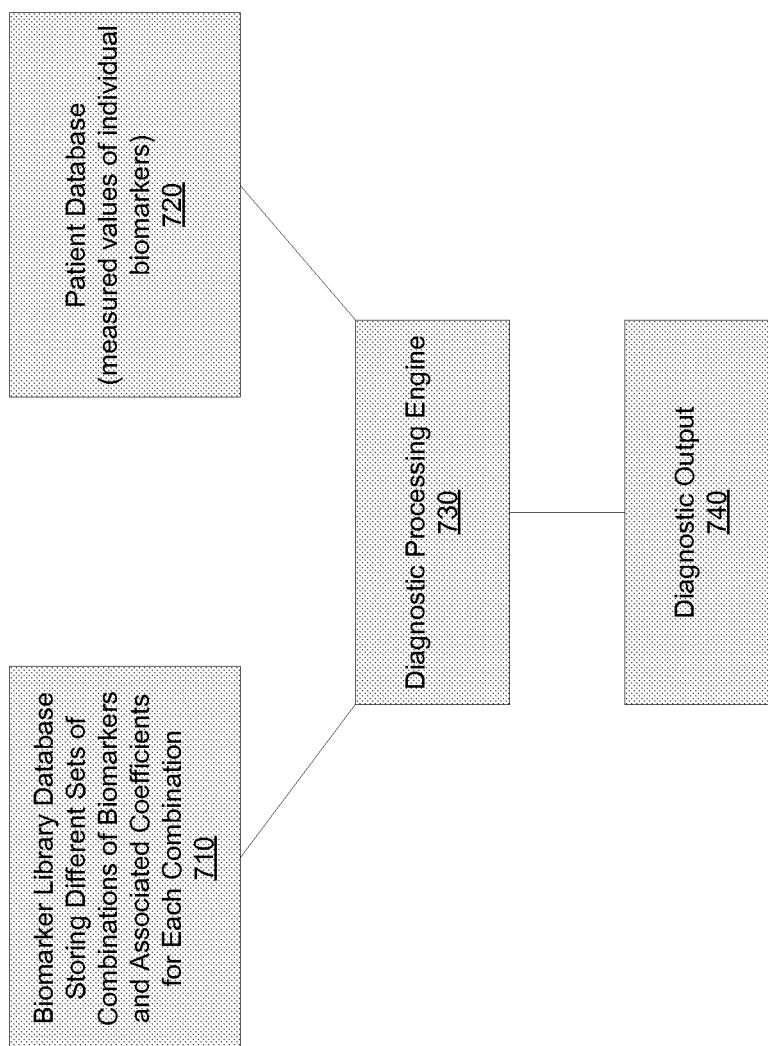 Biomarker Library Database
Storing Different Sets of
Combinations of Biomarkers
and Associated Coefficients
for Each Combination
710
Patient Database
(measured values of individual
biomarkers)
720
Diagnostic Processing Engine
730
Diagnostic Output
740